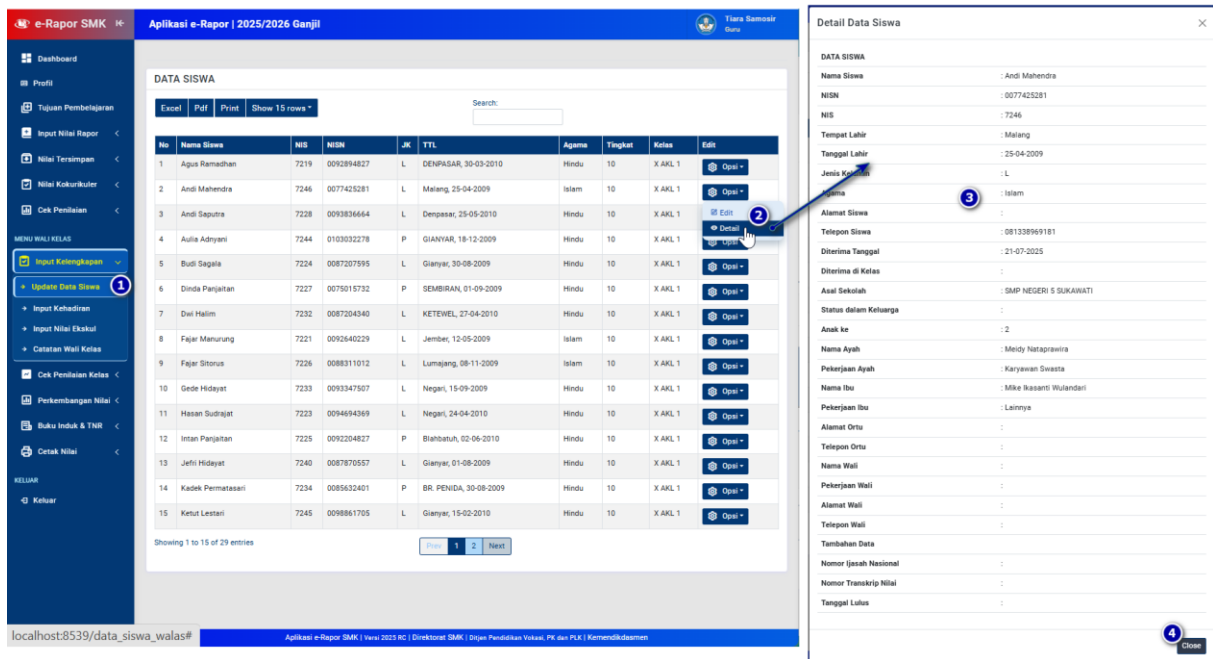 e-Rapor SMK
Aplikasi e-Rapor | 2025/2026 Ganjil
Tiara Samosir
Guru
Dashboard
Profil
Tujuan Pembelajaran
Input Nilai Rapor
Nilai Tersimpan
Nilai Kokurikuler
Cek Penilaian
MENU WALI KELAS
Input Kelengkapan
Update Data Siswa 1
Input Kehadiran
Input Nilai Ekskul
Catatan Wali Kelas
Cek Penilaian Kelas
Perkembangan Nilai
Buku Induk & TNR
Cetak Nilai
KELUAR
Keluar
DATA SISWA
Excel Pdf Print Show 15 rows
Search:
No Nama Siswa NIS NISN JK TTL Agama Tingkat Kelas Edit
1 Agus Ramadhan 7219 0092894827 L DENPASAR, 30-03-2010 Hindu 10 X AKL 1 Opsi
2 Andi Mahendra 7246 0077425281 L Malang, 25-04-2009 Islam 10 X AKL 1 Opsi
3 Andi Saputra 7228 0093836664 L Denpasar, 25-05-2010 Hindu 10 X AKL 1
Edit 2
Detail
4 Aulia Adnyani 7244 0103032278 P GIANYAR, 18-12-2009 Hindu 10 X AKL 1 Opsi
5 Budi Sagala 7224 0087207595 L Gianyar, 30-08-2009 Hindu 10 X AKL 1 Opsi
6 Dinda Panjaitan 7227 0075015732 P SEMBIRAN, 01-09-2009 Hindu 10 X AKL 1 Opsi
7 Dwi Halim 7232 0087204340 L KETEWEL, 27-04-2010 Hindu 10 X AKL 1 Opsi
8 Fajar Manurung 7221 0092640229 L Jember, 12-05-2009 Islam 10 X AKL 1 Opsi
9 Fajar Sitorus 7226 0088311012 L Lumajang, 08-11-2009 Islam 10 X AKL 1 Opsi
10 Gede Hidayat 7233 0093347507 L Negari, 15-09-2009 Hindu 10 X AKL 1 Opsi
11 Hasan Sudrajat 7223 0094694369 L Negari, 24-04-2010 Hindu 10 X AKL 1 Opsi
12 Intan Panjaitan 7225 0092204827 P Blahbatuh, 02-06-2010 Hindu 10 X AKL 1 Opsi
13 Jefri Hidayat 7240 0087870557 L Gianyar, 01-08-2009 Hindu 10 X AKL 1 Opsi
14 Kadek Permatasari 7234 0085632401 P BR. PENIDA, 30-08-2009 Hindu 10 X AKL 1 Opsi
15 Ketut Lestari 7245 0098861705 L Gianyar, 15-02-2010 Hindu 10 X AKL 1 Opsi
Showing 1 to 15 of 29 entries
Prev 1 2 Next
localhost:8539/data_siswa_walas#
Aplikasi e-Rapor SMK | Versi 2025 RC | Direktorat SMK | Ditjen Pendidikan Vokasi, PK dan PLK | Kemendikdasmen
Detail Data Siswa ×
DATA SISWA
Nama Siswa : Andi Mahendra
NISN : 0077425281
NIS : 7246
Tempat Lahir : Malang
Tanggal Lahir : 25-04-2009
Jenis Kelamin : L
Agama 3 : Islam
Alamat Siswa :
Telepon Siswa : 081338969181
Diterima Tanggal : 21-07-2025
Diterima di Kelas :
Asal Sekolah : SMP NEGERI 5 SUKAWATI
Status dalam Keluarga :
Anak ke : 2
Nama Ayah : Meidy Nataprawira
Pekerjaan Ayah : Karyawan Swasta
Nama Ibu : Mike Ikasanti Wulandari
Pekerjaan Ibu : Lainnya
Alamat Ortu :
Telepon Ortu :
Nama Wali :
Pekerjaan Wali :
Alamat Wali :
Telepon Wali :
Tambahan Data
Nomor Ijasah Nasional :
Nomor Transkrip Nilai :
Tanggal Lulus :
4
Close